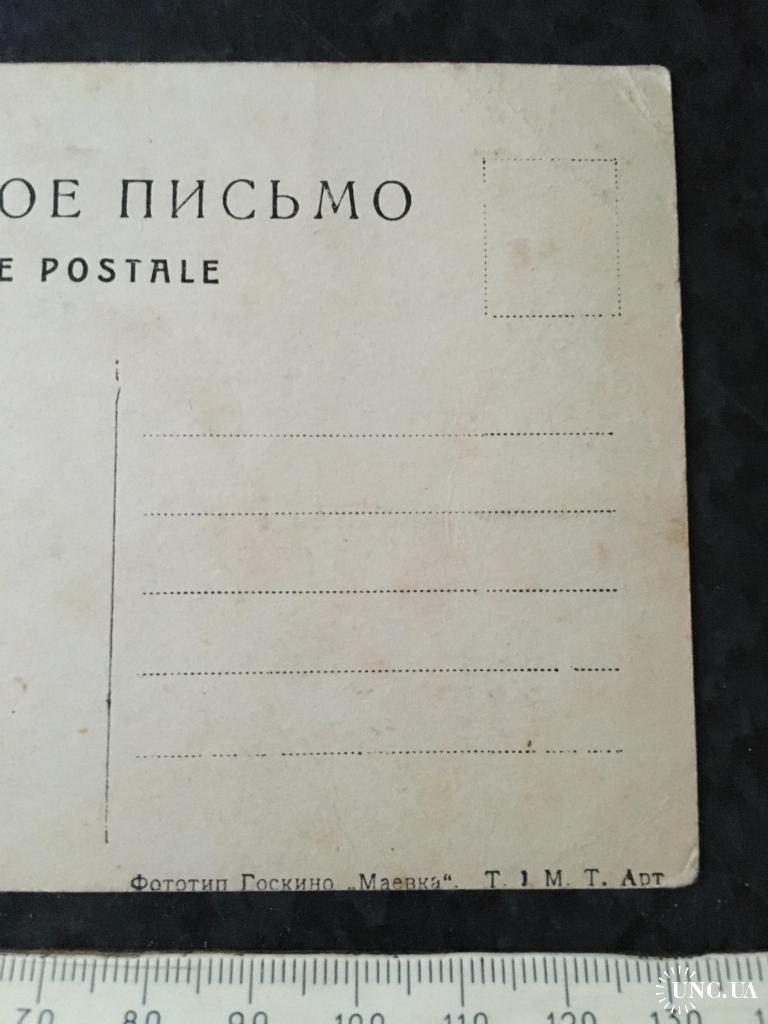 ОЕ ПИСЬМО
E POSTALE
Фототип Госкино „Маевка“. Т. 1 М. Т. Арт
70 80 90 100 110 120 130
UNC.UA